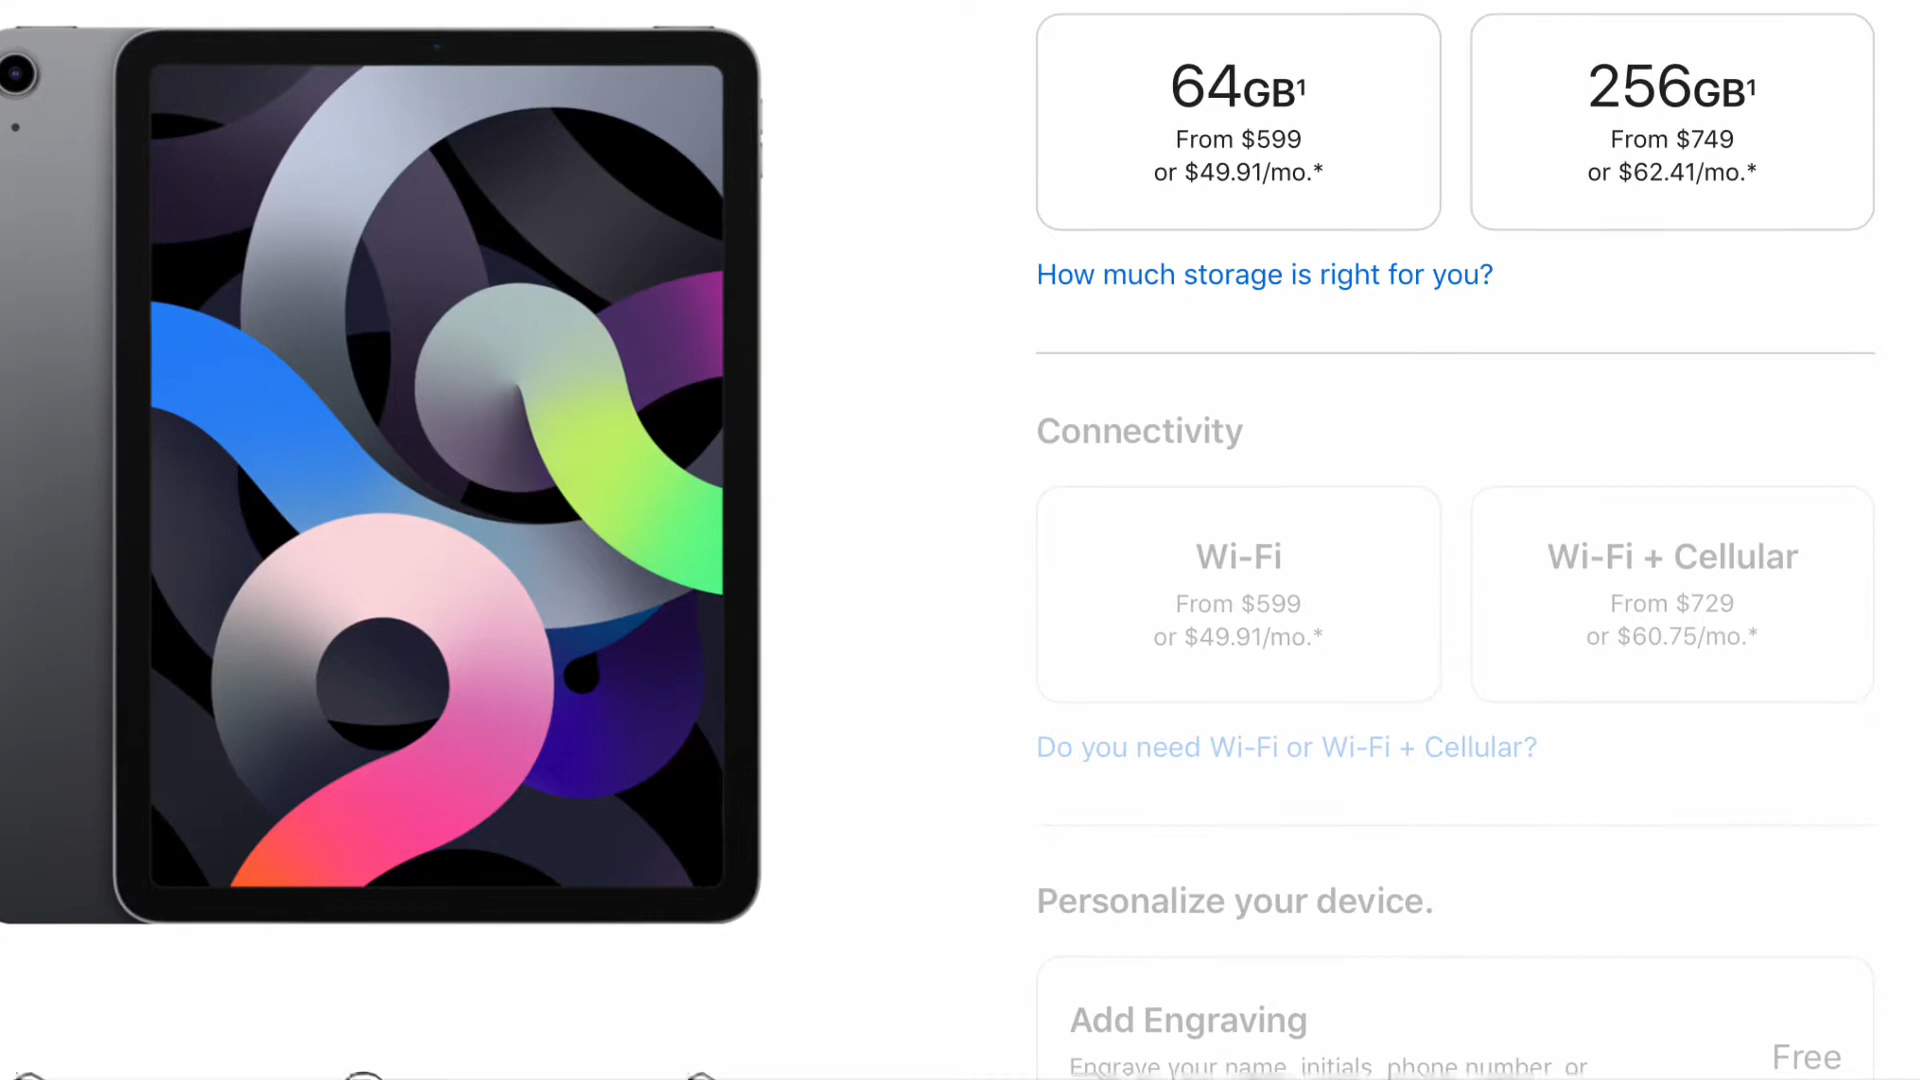 64GB¹
From $599
or $49.91/mo.*
256GB¹
From $749
or $62.41/mo.*
How much storage is right for you?
Connectivity
Wi-Fi
From $599
or $49.91/mo.*
Wi-Fi + Cellular
From $729
or $60.75/mo.*
Do you need Wi-Fi or Wi-Fi + Cellular?
Personalize your device.
Add Engraving
Engrave your name, initials, phone number, or
Free